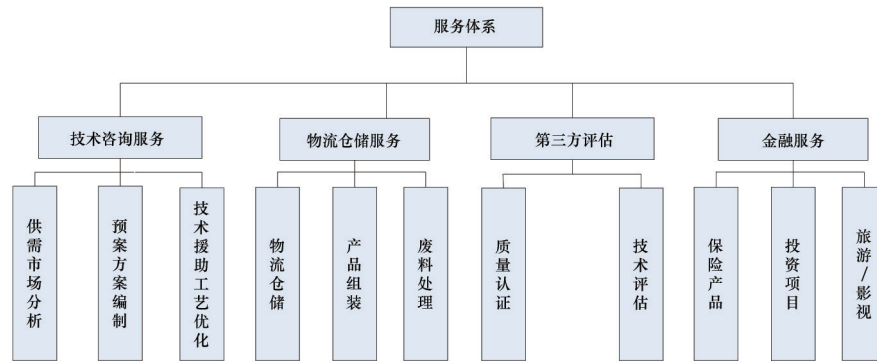 服务体系
技术咨询服务
物流仓储服务
第三方评估
金融服务
供需市场分析
预案方案编制
技术援助工艺优化
物流仓储
产品组装
废料处理
质量认证
技术评估
保险产品
投资项目
旅游/影视